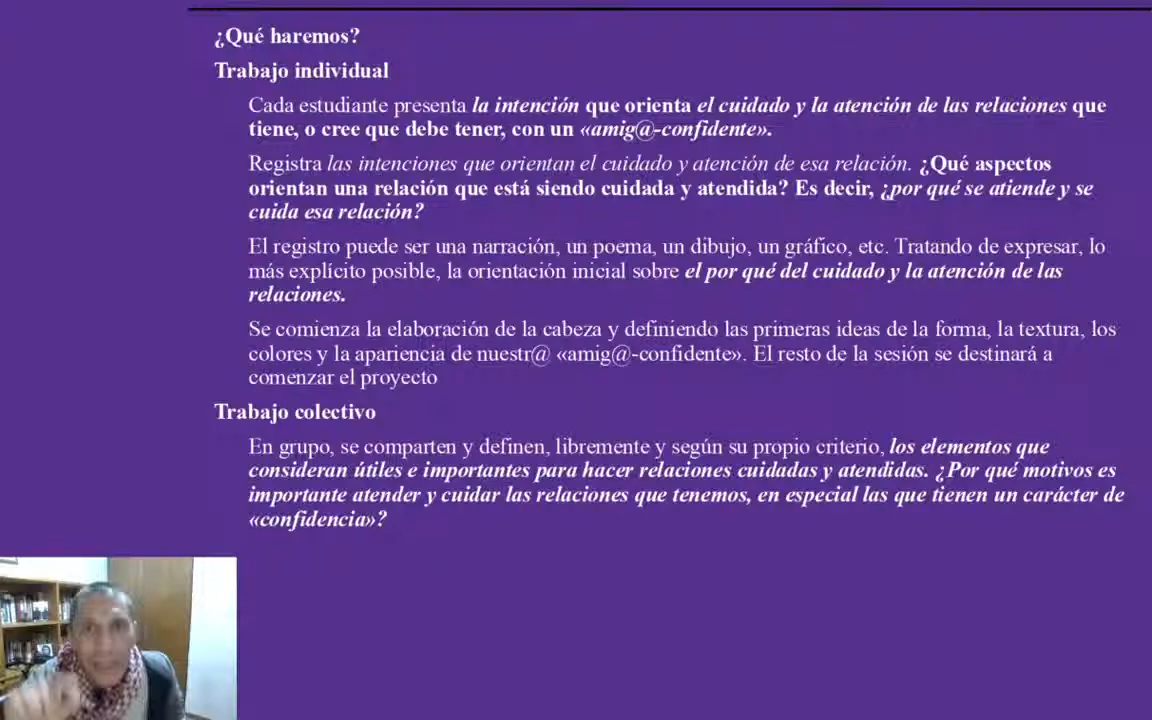 ¿Qué haremos?
Trabajo individual
Cada estudiante presenta la intención que orienta el cuidado y la atención de las relaciones que
tiene, o cree que debe tener, con un «amig@-confidente».
Registra las intenciones que orientan el cuidado y atención de esa relación. ¿Qué aspectos
orientan una relación que está siendo cuidada y atendida? Es decir, ¿por qué se atiende y se
cuida esa relación?
El registro puede ser una narración, un poema, un dibujo, un gráfico, etc. Tratando de expresar, lo
más explícito posible, la orientación inicial sobre el por qué del cuidado y la atención de las
relaciones.
Se comienza la elaboración de la cabeza y definiendo las primeras ideas de la forma, la textura, los
colores y la apariencia de nuestr@ «amig@-confidente». El resto de la sesión se destinará a
comenzar el proyecto
Trabajo colectivo
En grupo, se comparten y definen, libremente y según su propio criterio, los elementos que
consideran útiles e importantes para hacer relaciones cuidadas y atendidas. ¿Por qué motivos es
importante atender y cuidar las relaciones que tenemos, en especial las que tienen un carácter de
«confidencia»?